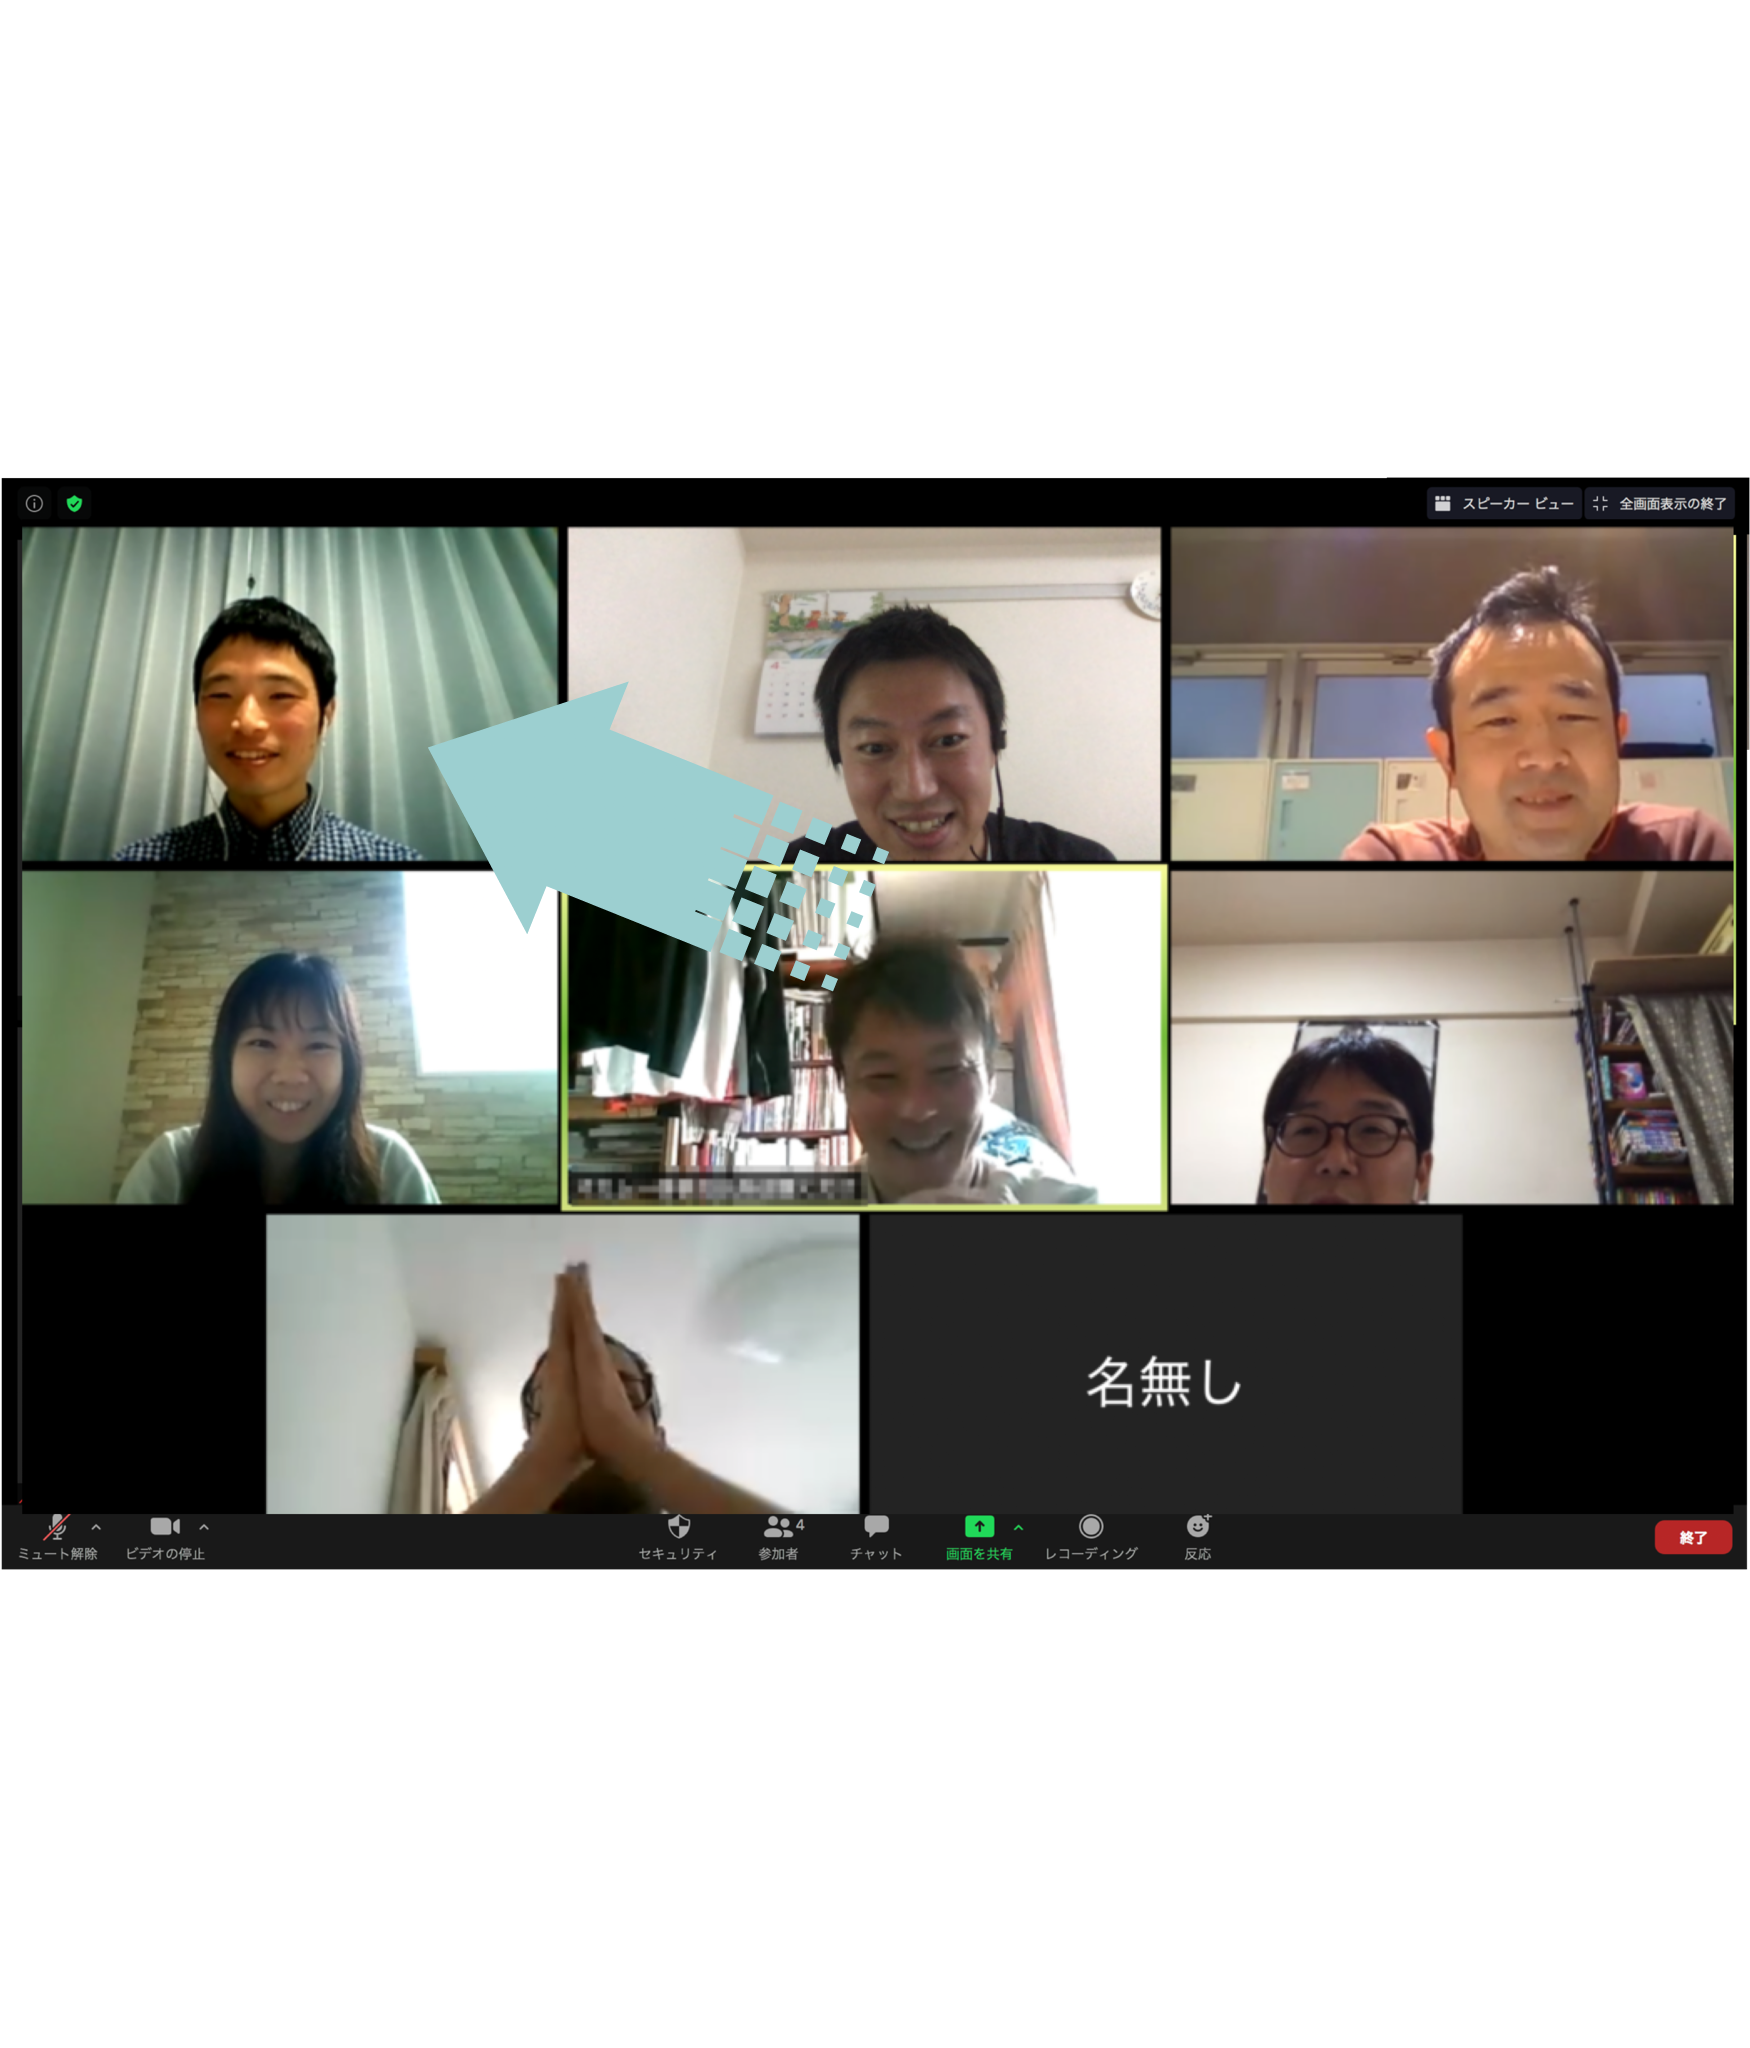 スピーカー ビュー
全画面表示の終了
名無し
ミュート解除
ビデオの停止
セキュリティ
4
参加者
チャット
画面を共有
レコーディング
反応
終了